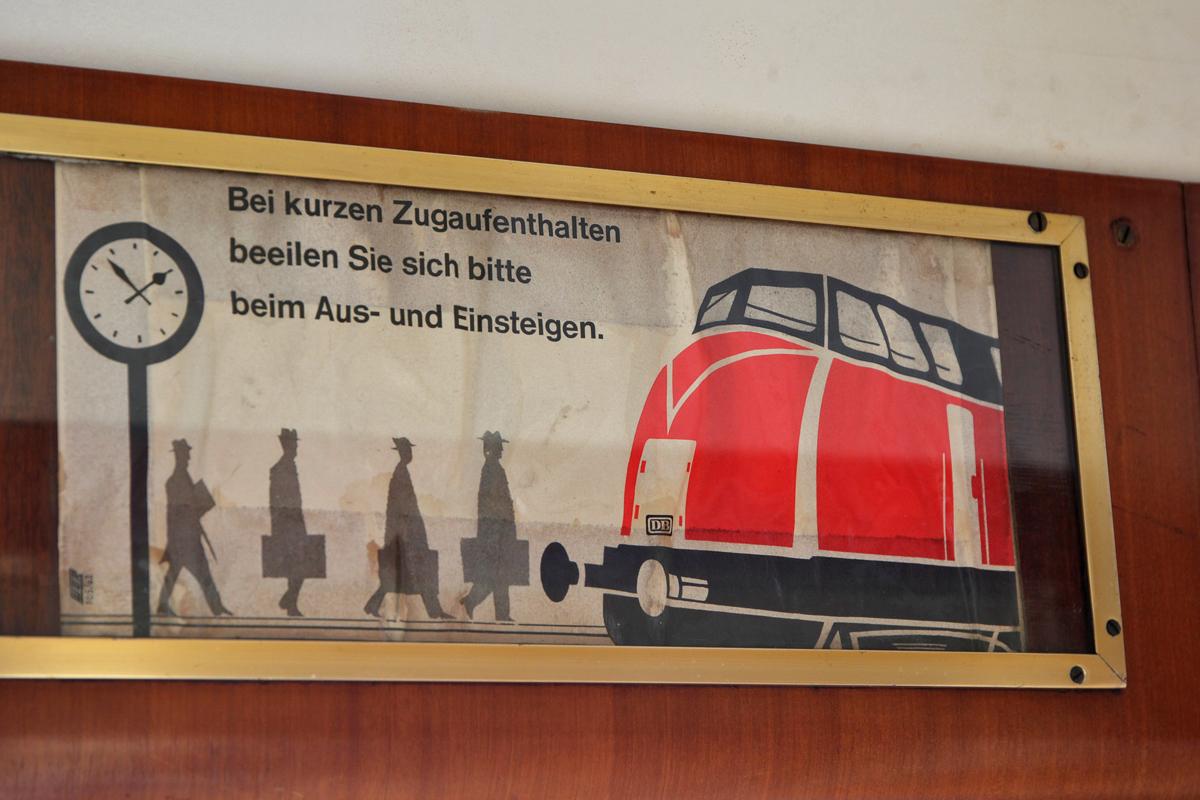 Bei kurzen Zugaufenthalten
beeilen Sie sich bitte
beim Aus- und Einsteigen.
DB